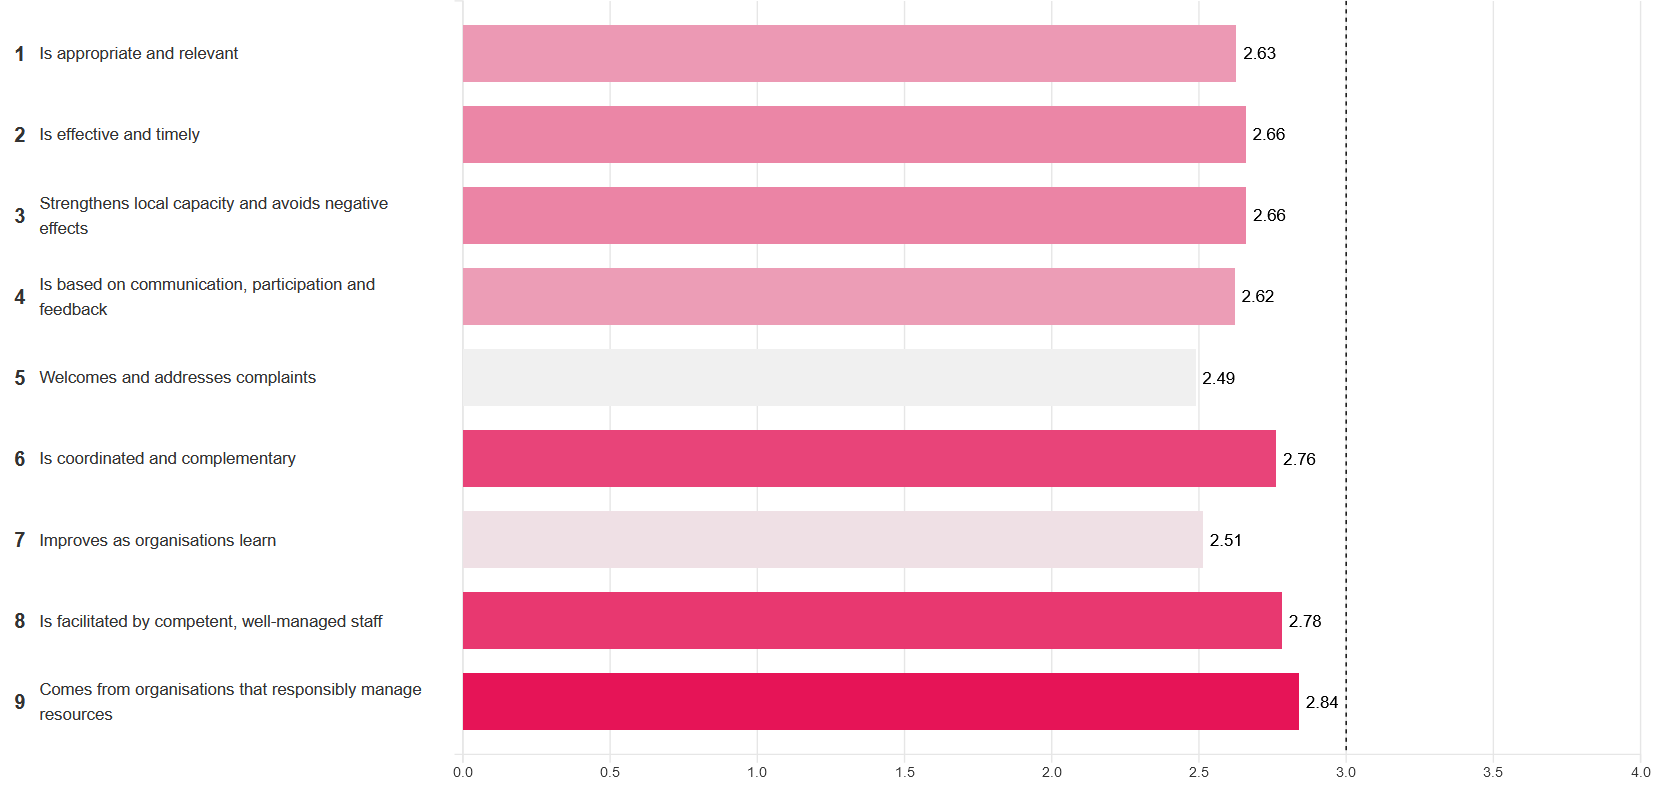 1 Is appropriate and relevant 2.63
2 Is effective and timely 2.66
3 Strengthens local capacity and avoids negative
effects 2.66
4 Is based on communication, participation and
feedback 2.62
5 Welcomes and addresses complaints 2.49
6 Is coordinated and complementary 2.76
7 Improves as organisations learn 2.51
8 Is facilitated by competent, well-managed staff 2.78
9 Comes from organisations that responsibly manage
resources 2.84
0.0 0.5 1.0 1.5 2.0 2.5 3.0 3.5 4.0